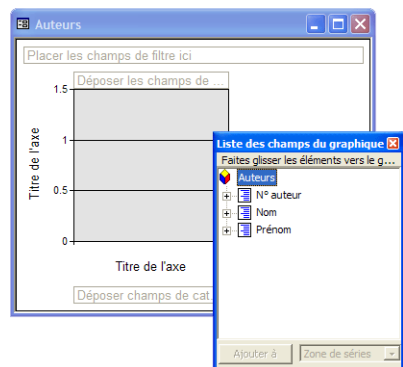 Auteurs
Placer les champs de filtre ici
Déposer les champs de ...
1.5
1
0.5
0
Titre de l'axe
Titre de l'axe
Déposer champs de cat.
Liste des champs du graphique
Faites glisser les éléments vers le g...
Auteurs
N° auteur
Nom
Prénom
Ajouter à
Zone de séries